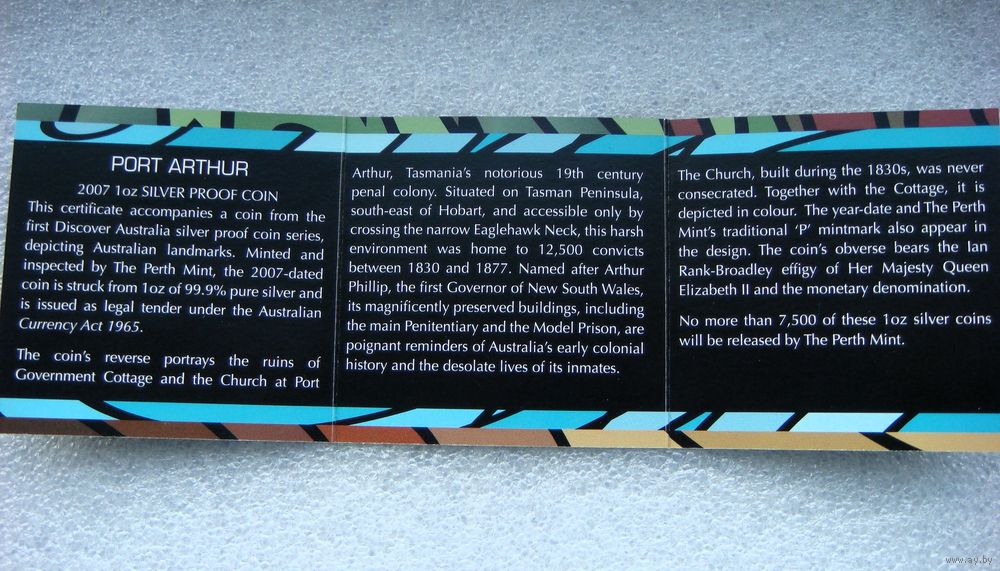 PORT ARTHUR
2007 1oz SILVER PROOF COIN
This certificate accompanies a coin from the
first Discover Australia silver proof coin series,
depicting Australian landmarks. Minted and
inspected by The Perth Mint, the 2007-dated
coin is struck from 1oz of 99.9% pure silver and
is issued as legal tender under the Australian
Currency Act 1965.
The coin's reverse portrays the ruins of
Government Cottage and the Church at Port
Arthur, Tasmania's notorious 19th century
penal colony. Situated on Tasman Peninsula,
south-east of Hobart, and accessible only by
crossing the narrow Eaglehawk Neck, this harsh
environment was home to 12,500 convicts
between 1830 and 1877. Named after Arthur
Phillip, the first Governor of New South Wales,
its magnificently preserved buildings, including
the main Penitentiary and the Model Prison, are
poignant reminders of Australia's early colonial
history and the desolate lives of its inmates.
The Church, built during the 1830s, was never
consecrated. Together with the Cottage, it is
depicted in colour. The year-date and The Perth
Mint's traditional 'P' mintmark also appear in
the design. The coin's obverse bears the Ian
Rank-Broadley effigy of Her Majesty Queen
Elizabeth II and the monetary denomination.
No more than 7,500 of these 1oz silver coins
will be released by The Perth Mint.
www.ay.by